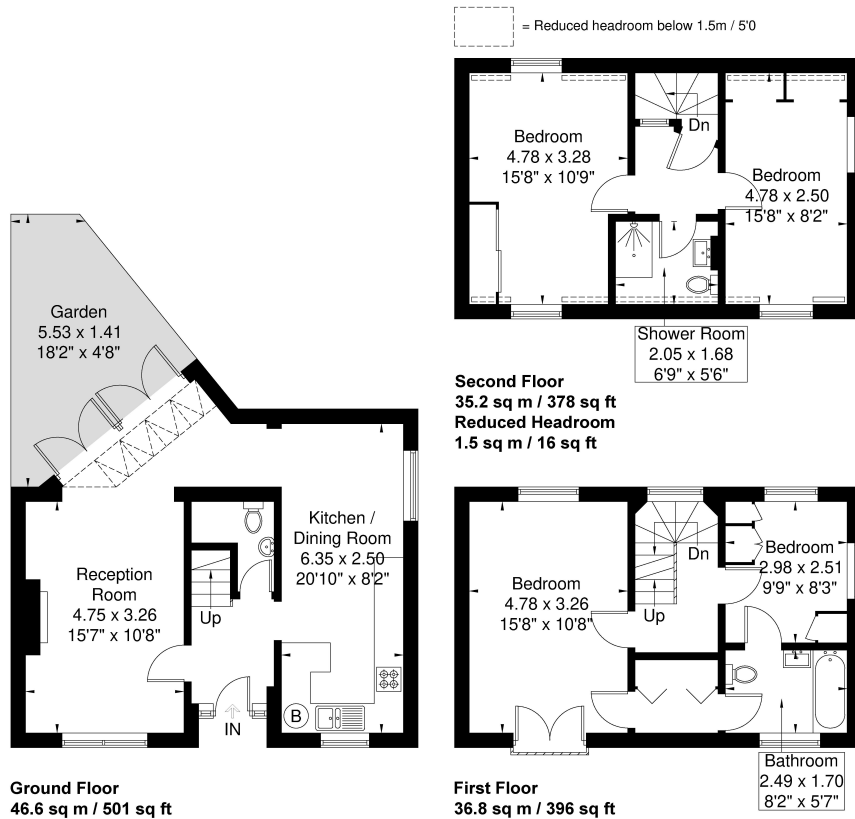 = Reduced headroom below 1.5m / 5'0
Bedroom
4.78 x 3.28
15'8" x 10'9"
Dn
Bedroom
4.78 x 2.50
15'8" x 8'2"
Shower Room
2.05 x 1.68
6'9" x 5'6"
Second Floor
35.2 sq m / 378 sq ft
Reduced Headroom
1.5 sq m / 16 sq ft
Garden
5.53 x 1.41
18'2" x 4'8"
Reception
Room
4.75 x 3.26
15'7" x 10'8"
Up
Kitchen /
Dining Room
6.35 x 2.50
20'10" x 8'2"
B
IN
Ground Floor
46.6 sq m / 501 sq ft
Bedroom
4.78 x 3.26
15'8" x 10'8"
Dn
Up
Bedroom
2.98 x 2.51
9'9" x 8'3"
Bathroom
2.49 x 1.70
8'2" x 5'7"
First Floor
36.8 sq m / 396 sq ft